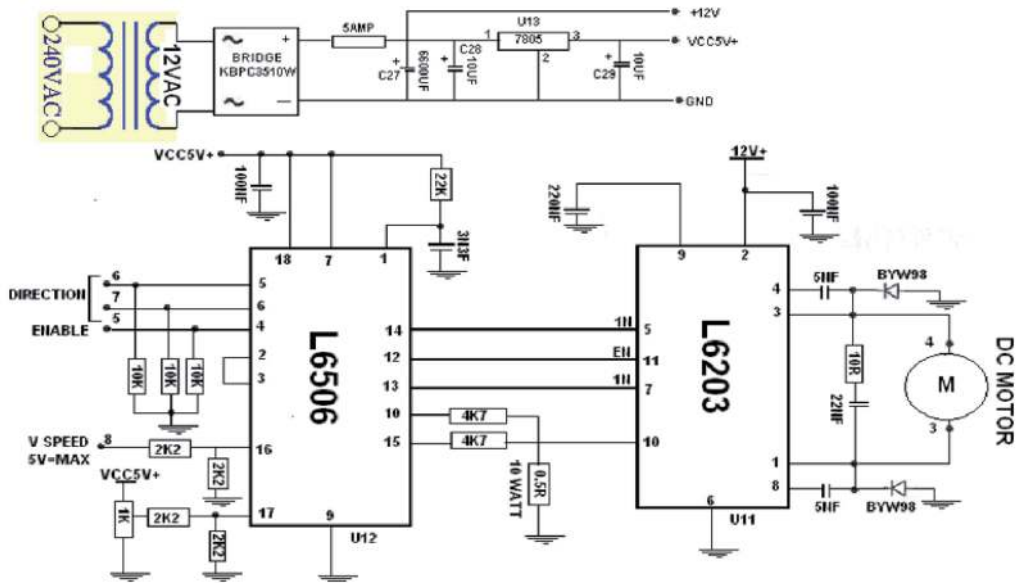 240VAC
12VAC
BRIDGE
KBPC3510W
5AMP
C27
6600UF
C28
10UF
U13
7805
1
2
3
C29
10UF
+12V
VCC5V+
GND
VCC5V+
100NF
22K
3N3F
18
7
1
DIRECTION
6
7
ENABLE
5
5
6
4
2
3
10K
10K
10K
V SPEED
5V=MAX
8
2K2
2K2
16
VCC5V+
1K
2K2
2K2
17
9
L6506
U12
14
12
13
10
15
4K7
4K7
0.5R
10 WATT
1N
EN
1N
5
11
7
10
220NF
12V+
100NF
9
2
L6203
U11
6
4
3
1
8
5NF
BYW98
10R
22NF
5NF
BYW98
4
M
3
DC MOTOR